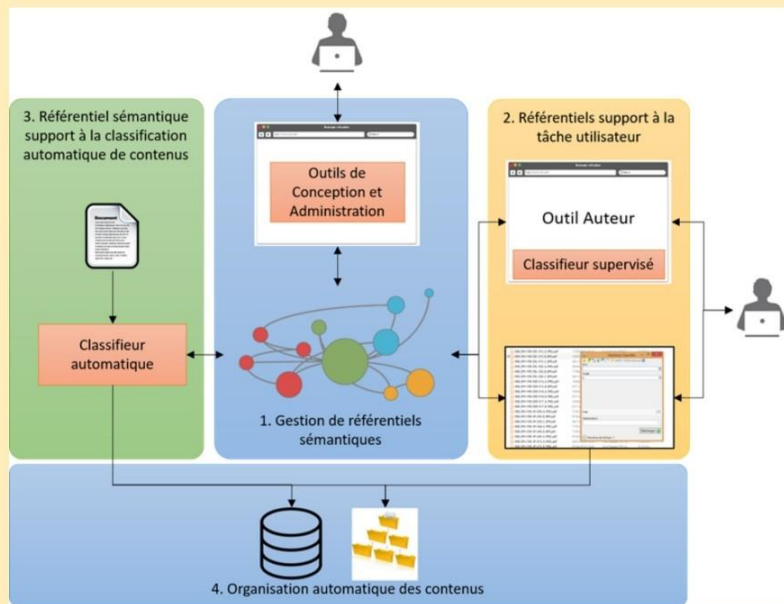 3. Référentiel sémantique
support à la classification
automatique de contenus
Document
Classifieur
automatique
Outils de
Conception et
Administration
1. Gestion de référentiels
sémantiques
2. Référentiels support à la
tâche utilisateur
Outil Auteur
Classifieur supervisé
4. Organisation automatique des contenus